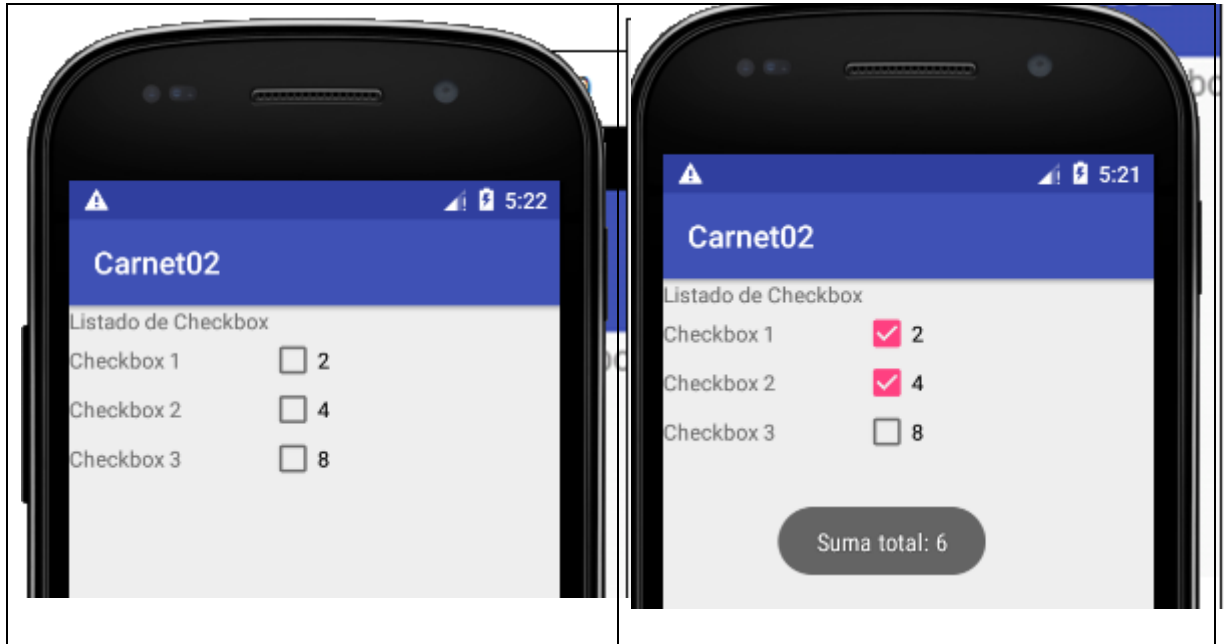 5:22
Carnet02
Listado de Checkbox
Checkbox 1 2
Checkbox 2 4
Checkbox 3 8
5:21
Carnet02
Listado de Checkbox
Checkbox 1 2
Checkbox 2 4
Checkbox 3 8
Suma total: 6